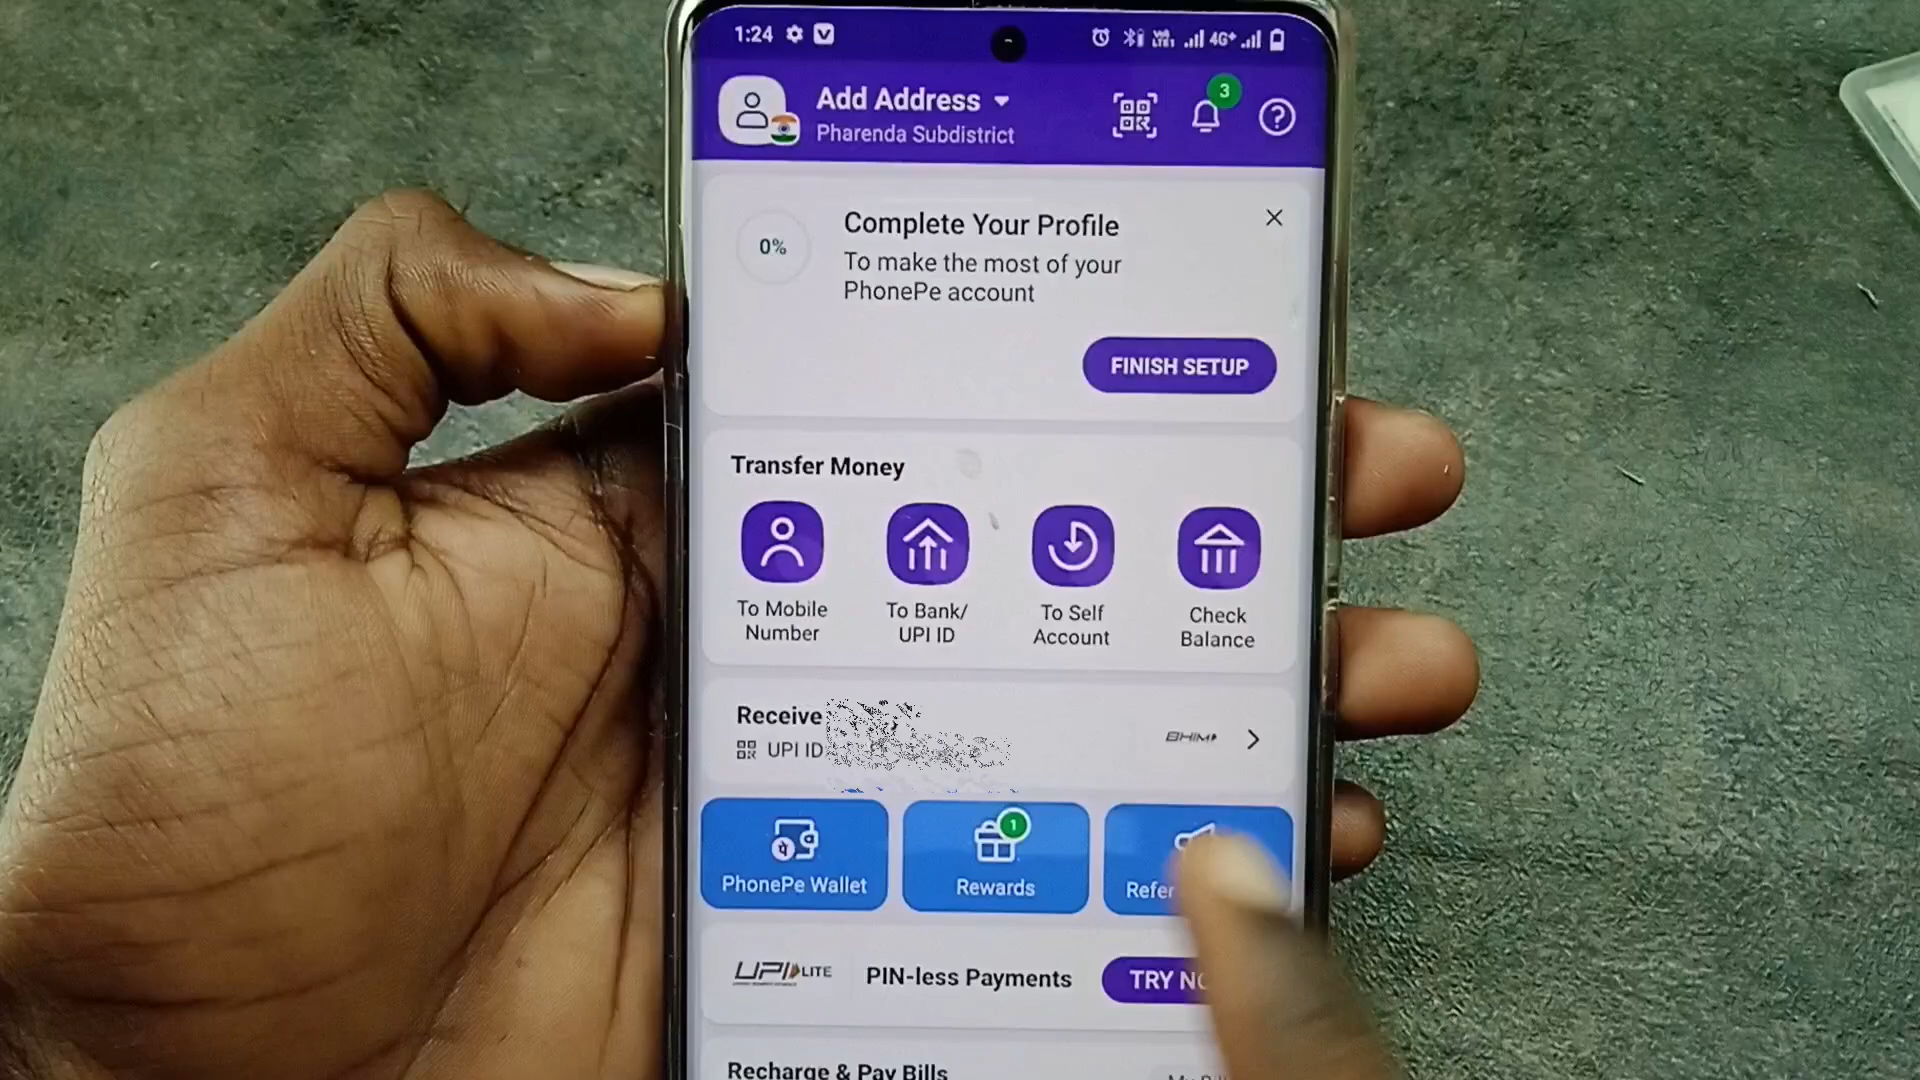 1:24
4G+
Add Address
Pharenda Subdistrict
3
0%
Complete Your Profile
To make the most of your
PhonePe account
FINISH SETUP
Transfer Money
To Mobile
Number
To Bank/
UPI ID
To Self
Account
Check
Balance
Receive
UPI ID
BHIM
PhonePe Wallet
1
Rewards
Refer
UPI LITE
PIN-less Payments
TRY
Recharge & Pay Bills